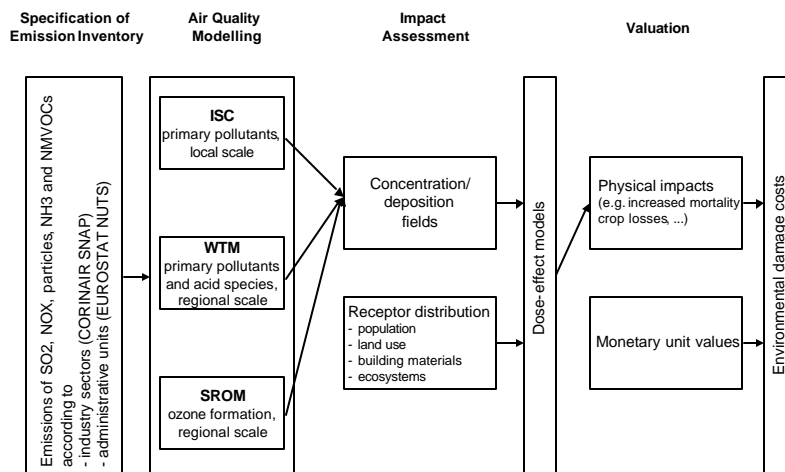 Specification of
Emission Inventory
Air Quality
Modelling
Impact
Assessment
Valuation
Emissions of SO2, NOX, particles, NH3 and NMVOCs
according to
- industry sectors (CORINAIR SNAP)
- administrative units (EUROSTAT NUTS)
ISC
primary pollutants,
local scale
WTM
primary pollutants
and acid species,
regional scale
SROM
ozone formation,
regional scale
Concentration/
deposition
fields
Receptor distribution
- population
- land use
- building materials
- ecosystems
Dose-effect models
Physical impacts
(e.g. increased mortality
crop losses, ...)
Monetary unit values
Environmental damage costs